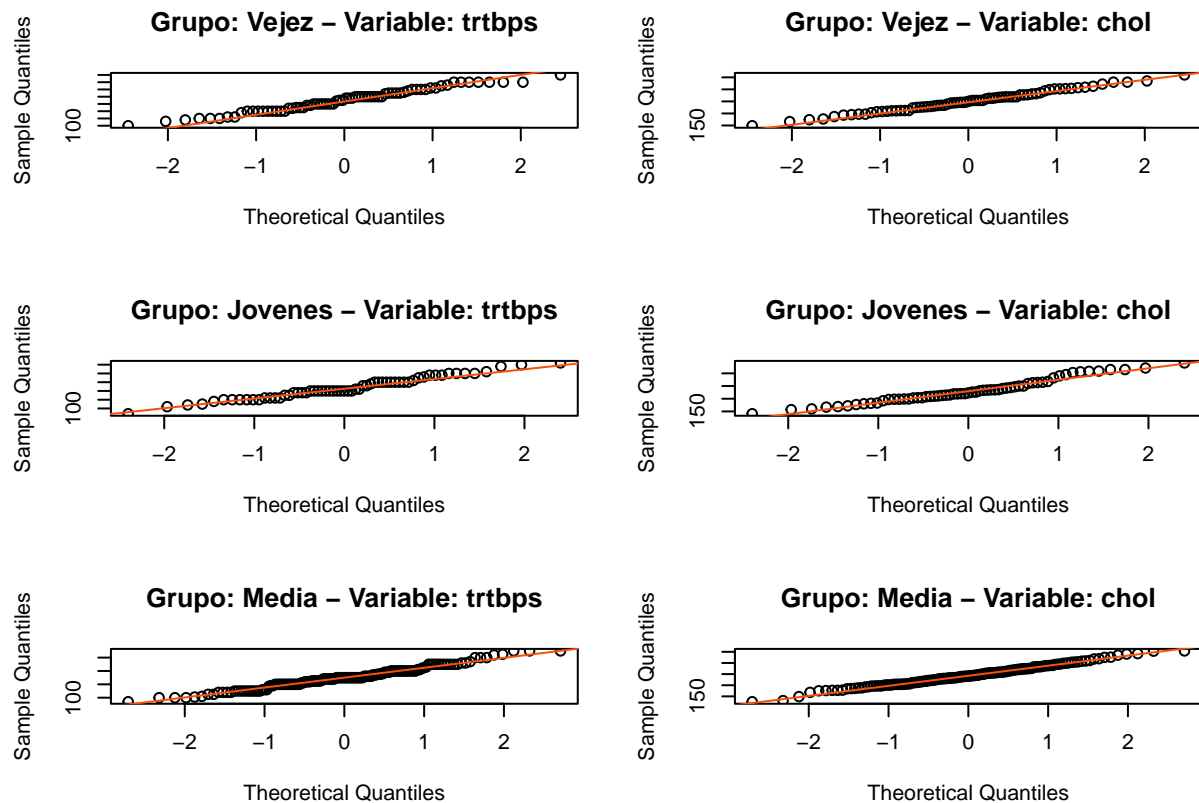 Grupo: Vejez – Variable: trtbps
Sample Quantiles
100
−2 −1 0 1 2
Theoretical Quantiles
Grupo: Vejez – Variable: chol
Sample Quantiles
150
−2 −1 0 1 2
Theoretical Quantiles
Grupo: Jovenes – Variable: trtbps
Sample Quantiles
100
−2 −1 0 1 2
Theoretical Quantiles
Grupo: Jovenes – Variable: chol
Sample Quantiles
150
−2 −1 0 1 2
Theoretical Quantiles
Grupo: Media – Variable: trtbps
Sample Quantiles
100
−2 −1 0 1 2
Theoretical Quantiles
Grupo: Media – Variable: chol
Sample Quantiles
150
−2 −1 0 1 2
Theoretical Quantiles